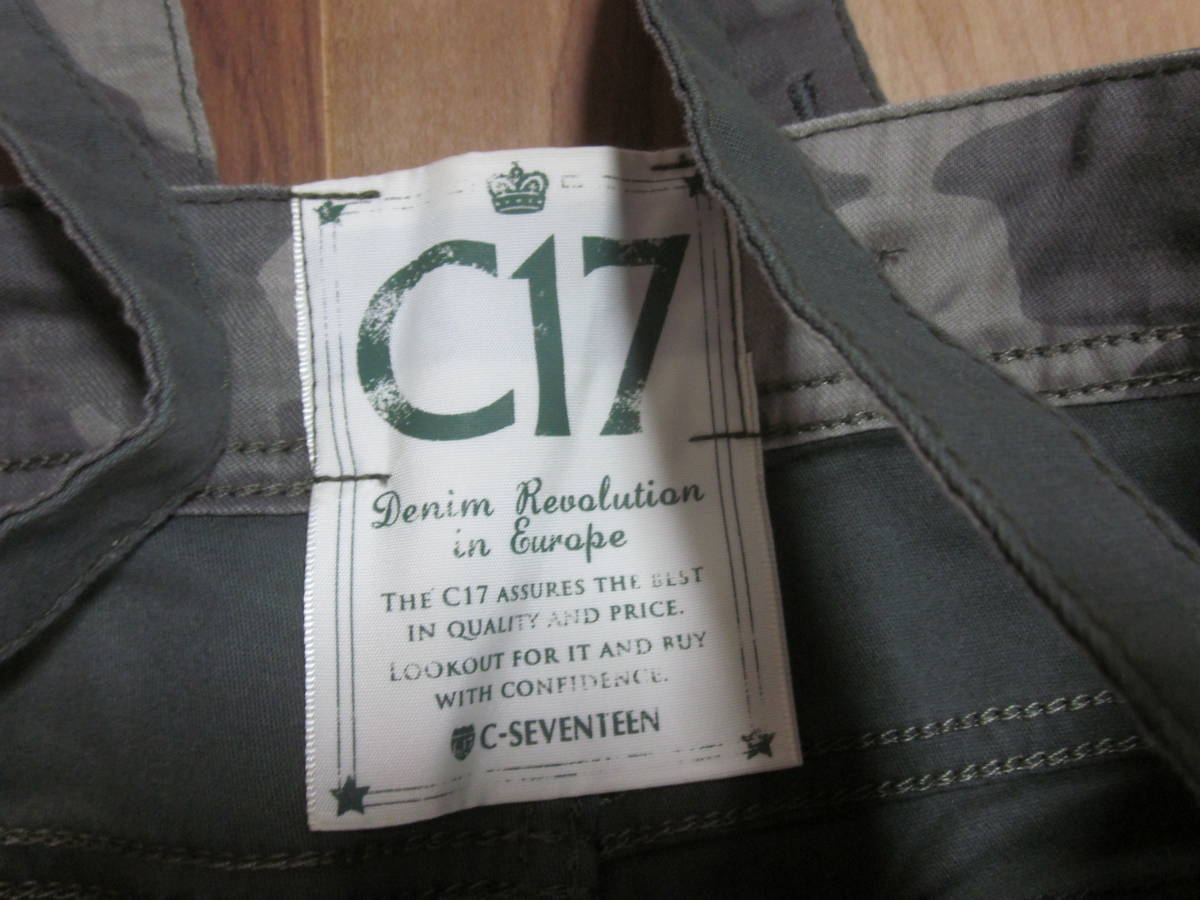 C17
Denim Revolution
in Europe
THE C17 ASSURES THE BEST
IN QUALITY AND PRICE.
LOOKOUT FOR IT AND BUY
WITH CONFIDENCE.
C-SEVENTEEN